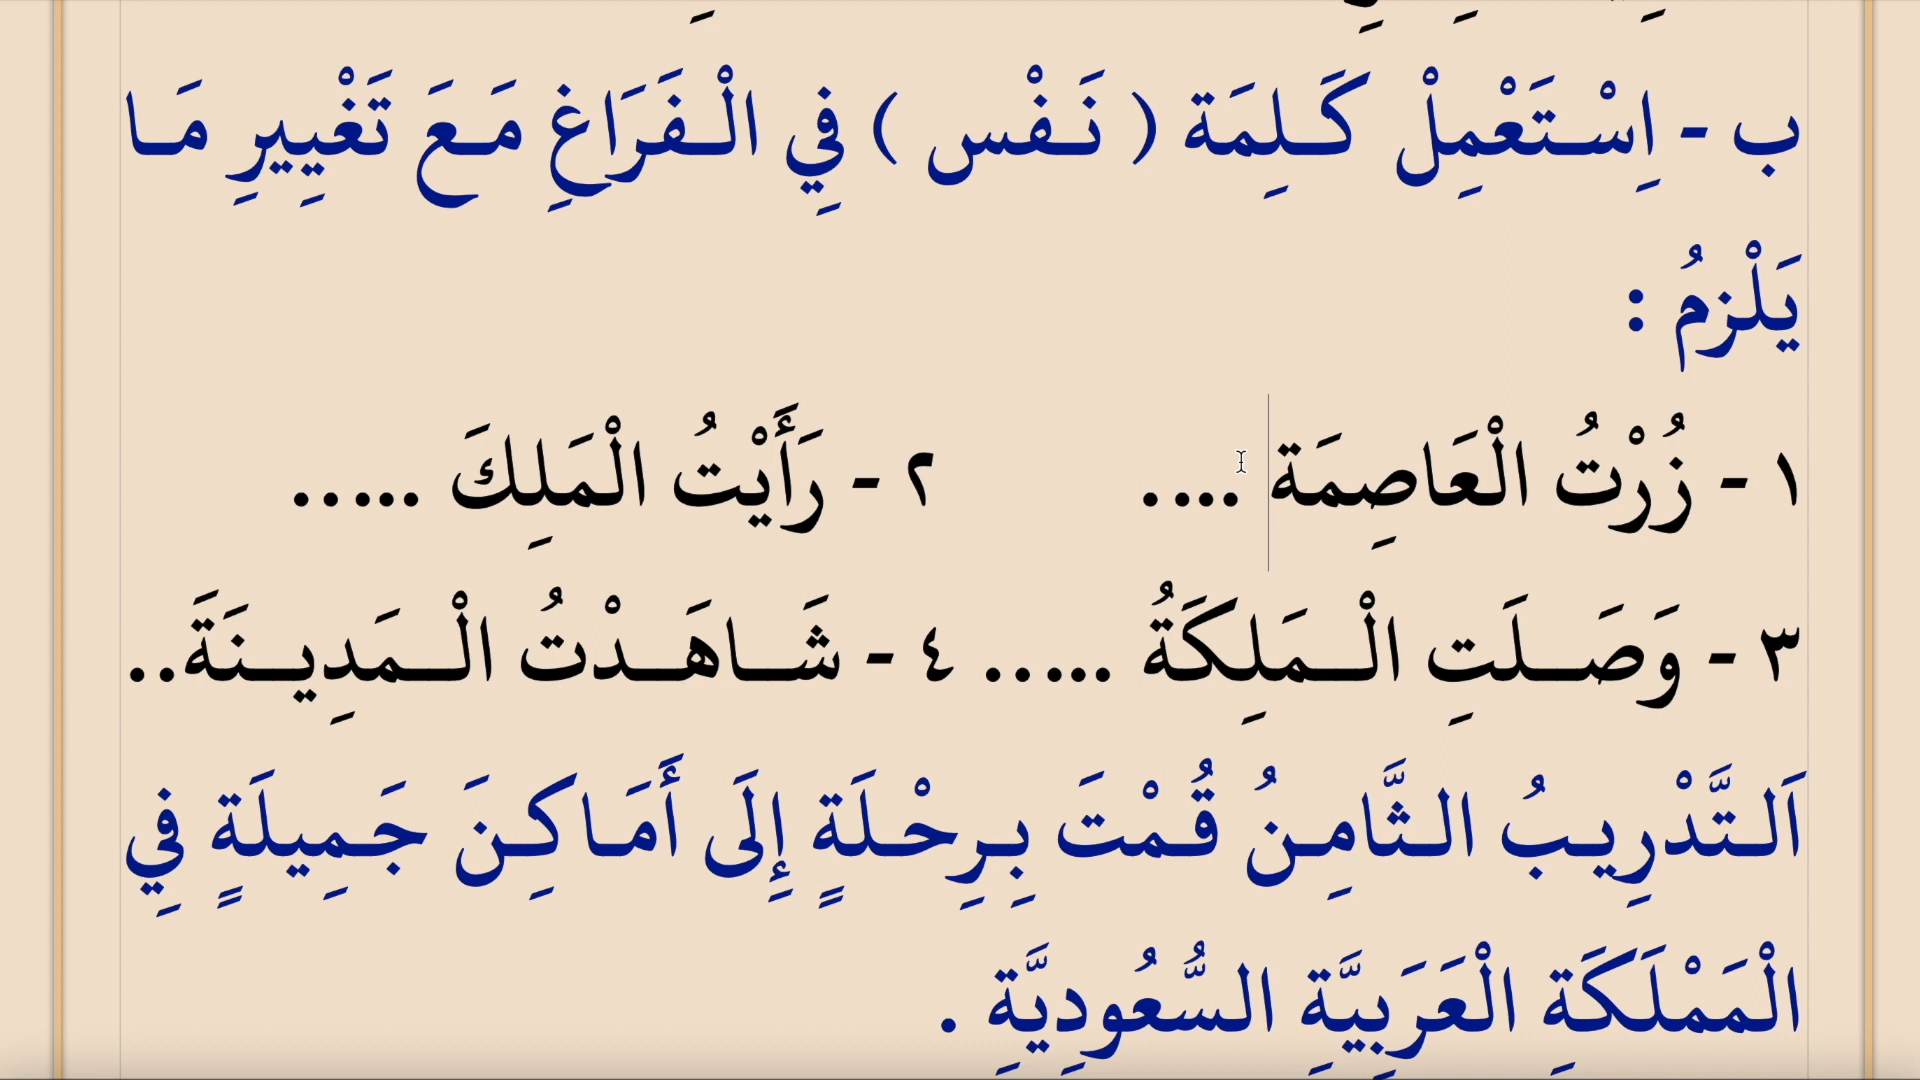 ب - اِسْتَعْمِلْ كَلِمَة ( نَفْس ) فِي الْفَرَاغِ مَعَ تَغْيِيرِ مَا
يَلْزمُ :
١ - زُرْتُ الْعَاصِمَة .... ٢ - رَأَيْتُ الْمَلِكَ .....
٣ - وَصَلَتِ الْمَلِكَةُ ..... ٤ - شَاهَدْتُ الْمَدِينَةَ..
اَلتَّدْرِيبُ الثَّامِنُ قُمْتَ بِرِحْلَةٍ إِلَى أَمَاكِنَ جَمِيلَةٍ فِي
الْمَمْلَكَةِ الْعَرَبِيَّةِ السُّعُودِيَّةِ .